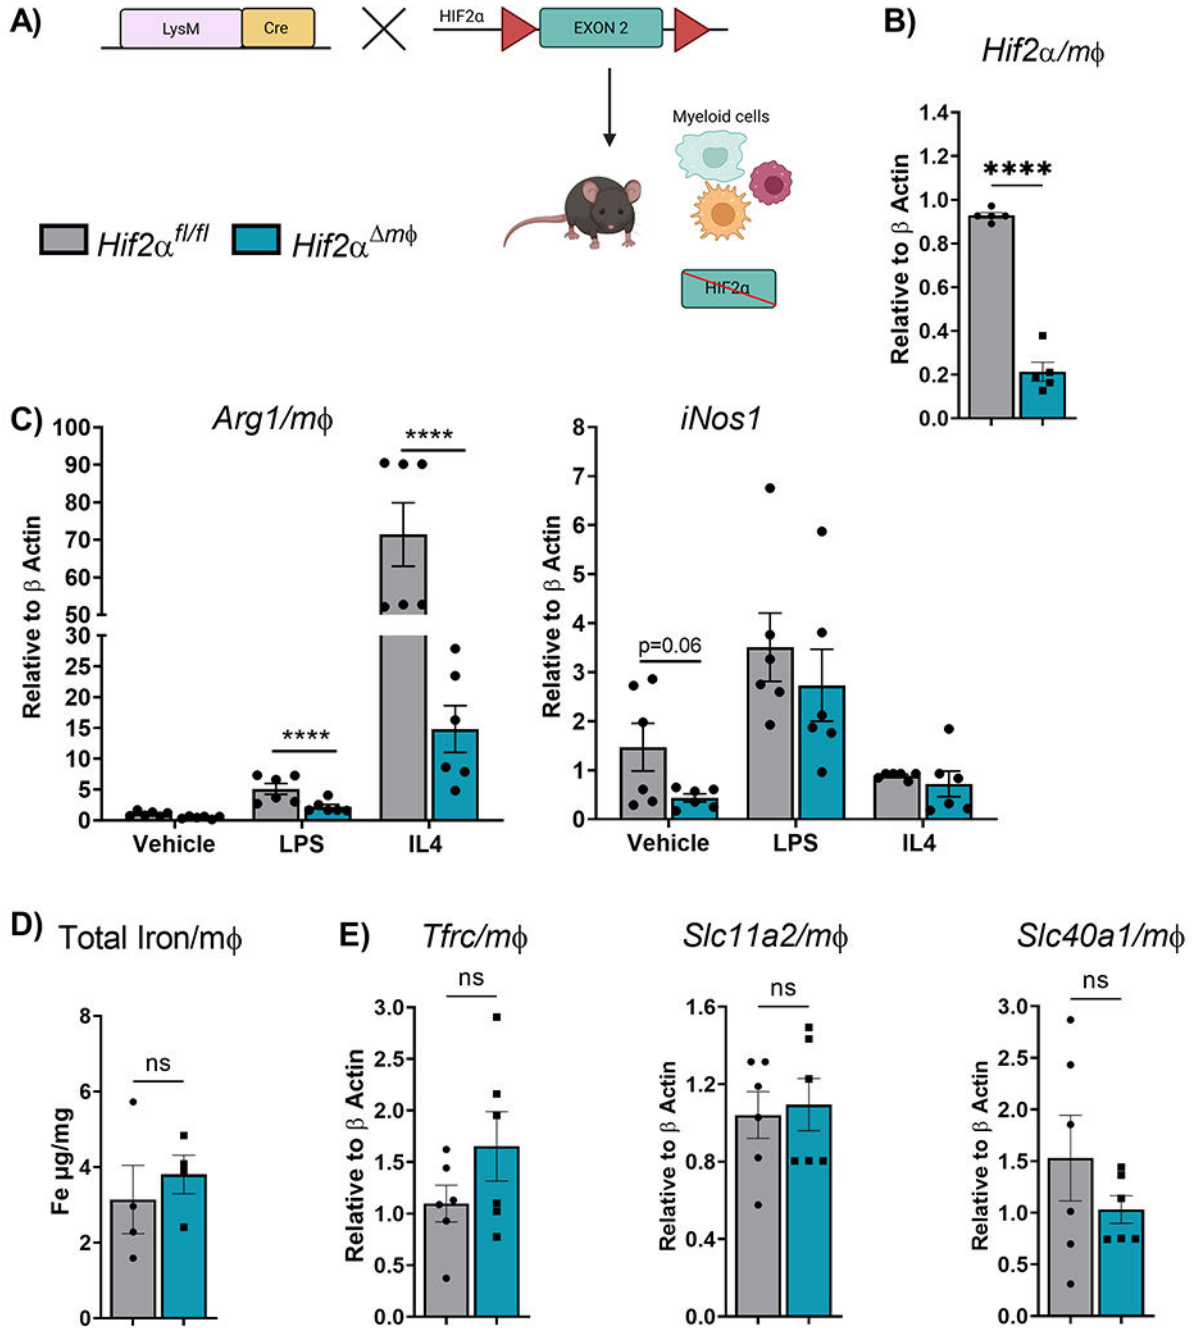 A)
LysM
Cre
HIF2α
EXON 2
Myeloid cells
HIF2α
Hif2α^fl/fl
Hif2α^Δmϕ
B)
Hif2α/mϕ
Relative to β Actin
1.4
1.2
1.0
0.8
0.6
0.4
0.2
0.0
****
C)
Arg1/mϕ
Relative to β Actin
100
90
80
70
60
50
30
25
20
15
10
5
0
****
****
Vehicle
LPS
IL4
iNos1
Relative to β Actin
8
7
6
5
4
3
2
1
0
p=0.06
Vehicle
LPS
IL4
D)
Total Iron/mϕ
Fe µg/mg
8
6
4
2
0
ns
E)
Tfrc/mϕ
Relative to β Actin
3.0
2.5
2.0
1.5
1.0
0.5
0.0
ns
Slc11a2/mϕ
Relative to β Actin
1.6
1.2
0.8
0.4
0.0
ns
Slc40a1/mϕ
Relative to β Actin
3.0
2.5
2.0
1.5
1.0
0.5
0.0
ns